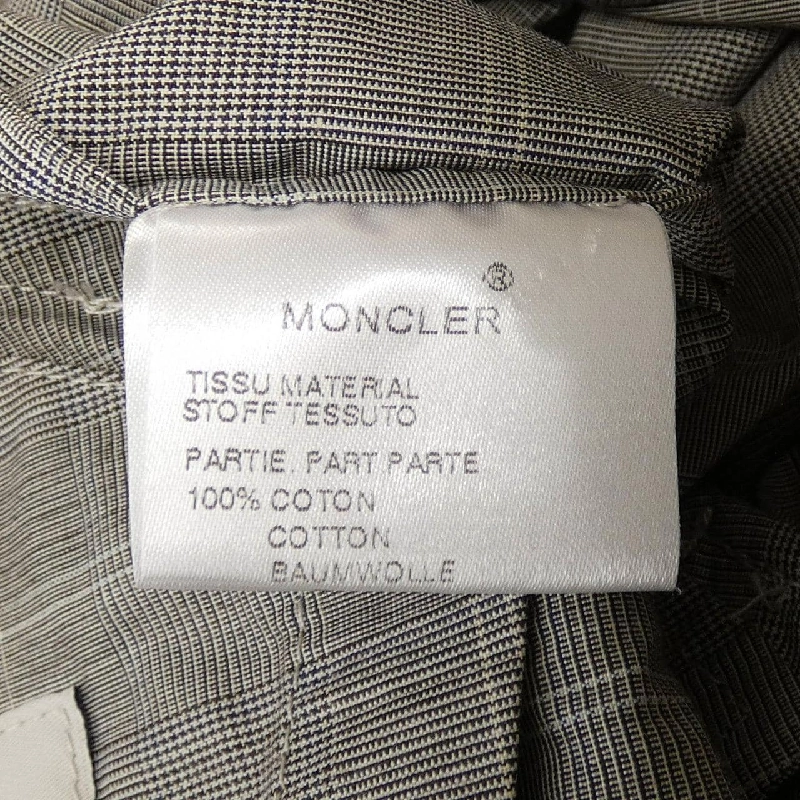 MONCLER®
TISSU MATERIAL
STOFF TESSUTO
PARTIE. PART PARTE
100% COTON
COTTON
BAUMWOLLE